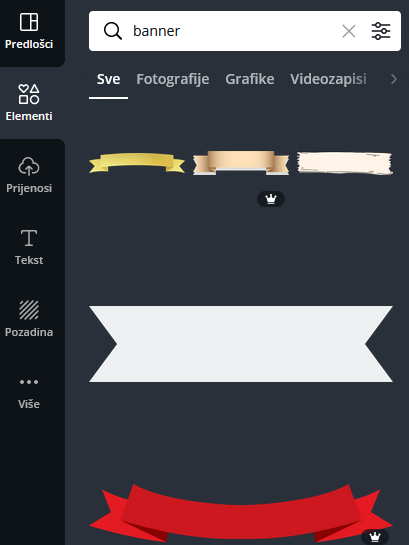 banner
Sve Fotografije Grafike Videozapisi
Predlošci
Elementi
Prijenosi
Tekst
Pozadina
Više